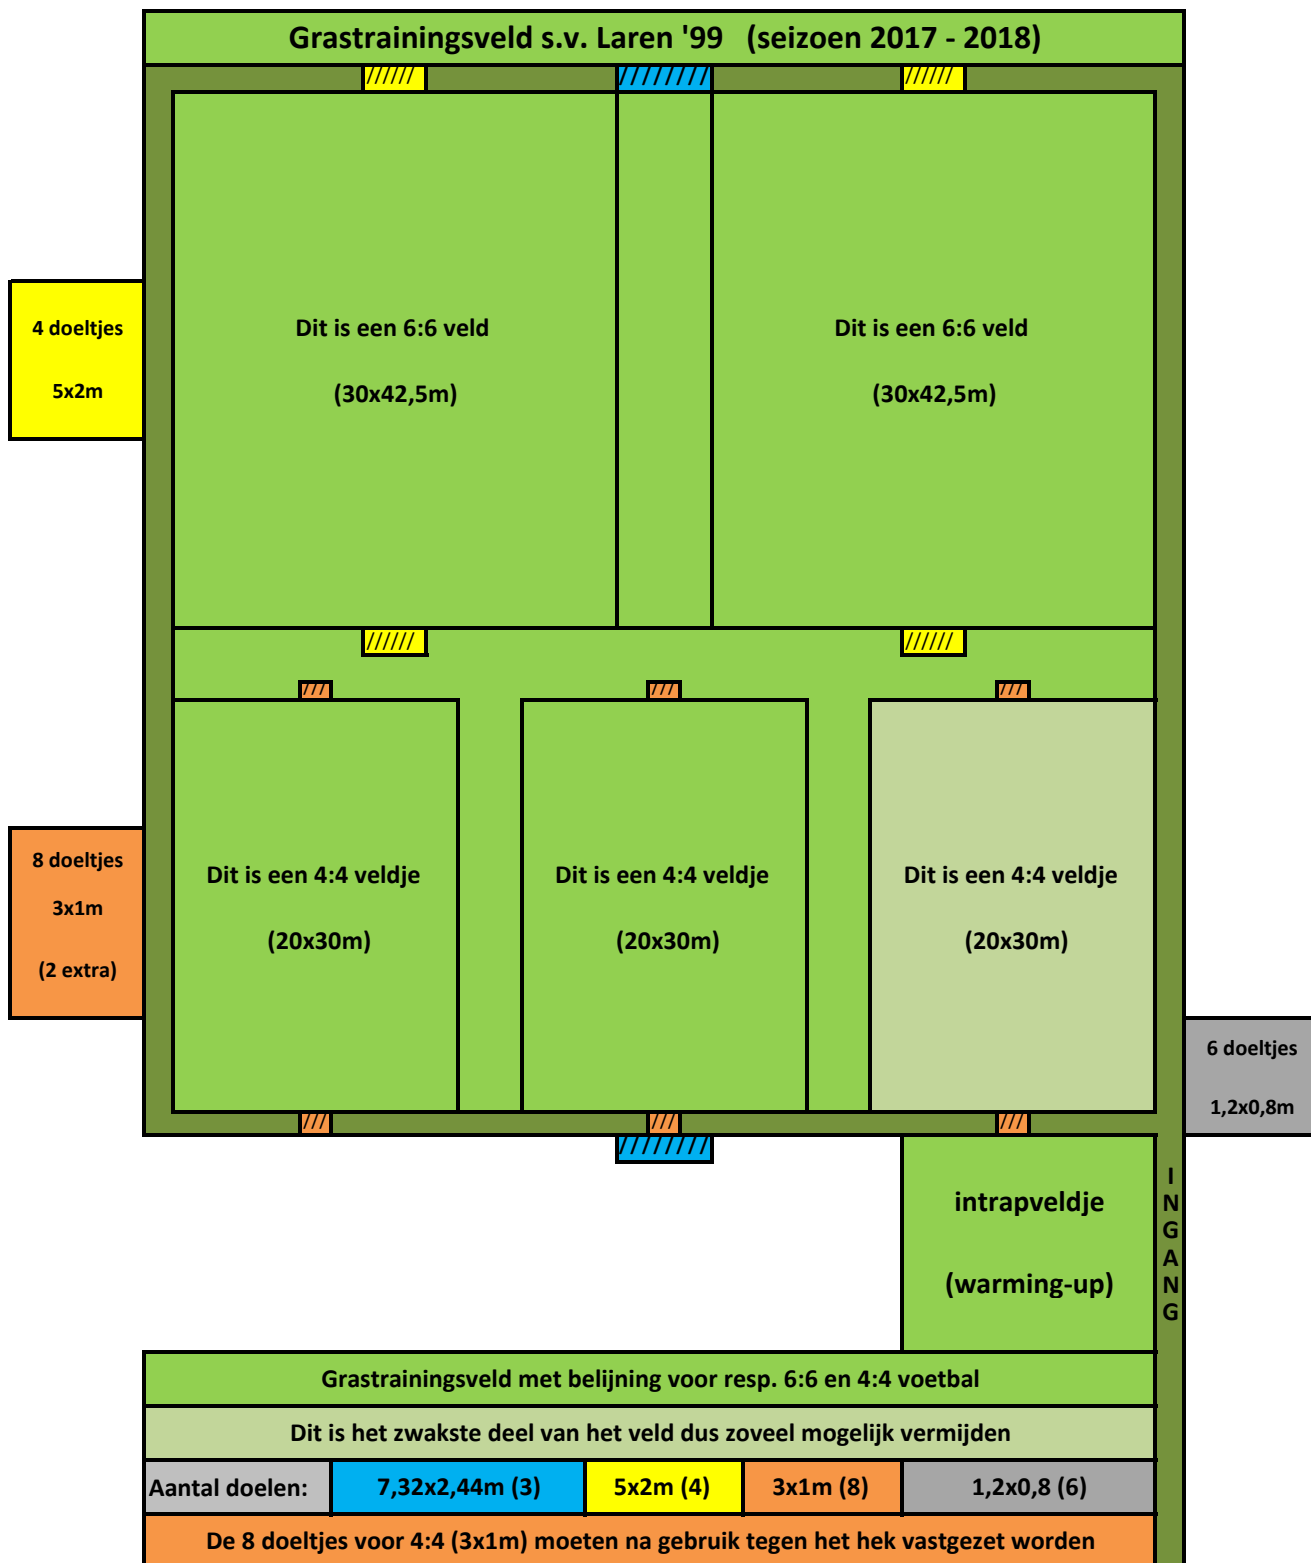 Grastrainingsveld s.v. Laren '99 (seizoen 2017 - 2018)
////// //////// //////
Dit is een 6:6 veld
(30x42,5m)
Dit is een 6:6 veld
(30x42,5m)
4 doeltjes
5x2m
////// //////
/// /// ///
8 doeltjes
3x1m
(2 extra)
Dit is een 4:4 veldje
(20x30m)
Dit is een 4:4 veldje
(20x30m)
Dit is een 4:4 veldje
(20x30m)
6 doeltjes
1,2x0,8m
/// /// ///
////////
intrapveldje
(warming-up)
INGANG
Grastrainingsveld met belijning voor resp. 6:6 en 4:4 voetbal
Dit is het zwakste deel van het veld dus zoveel mogelijk vermijden
Aantal doelen: 7,32x2,44m (3) 5x2m (4) 3x1m (8) 1,2x0,8 (6)
De 8 doeltjes voor 4:4 (3x1m) moeten na gebruik tegen het hek vastgezet worden